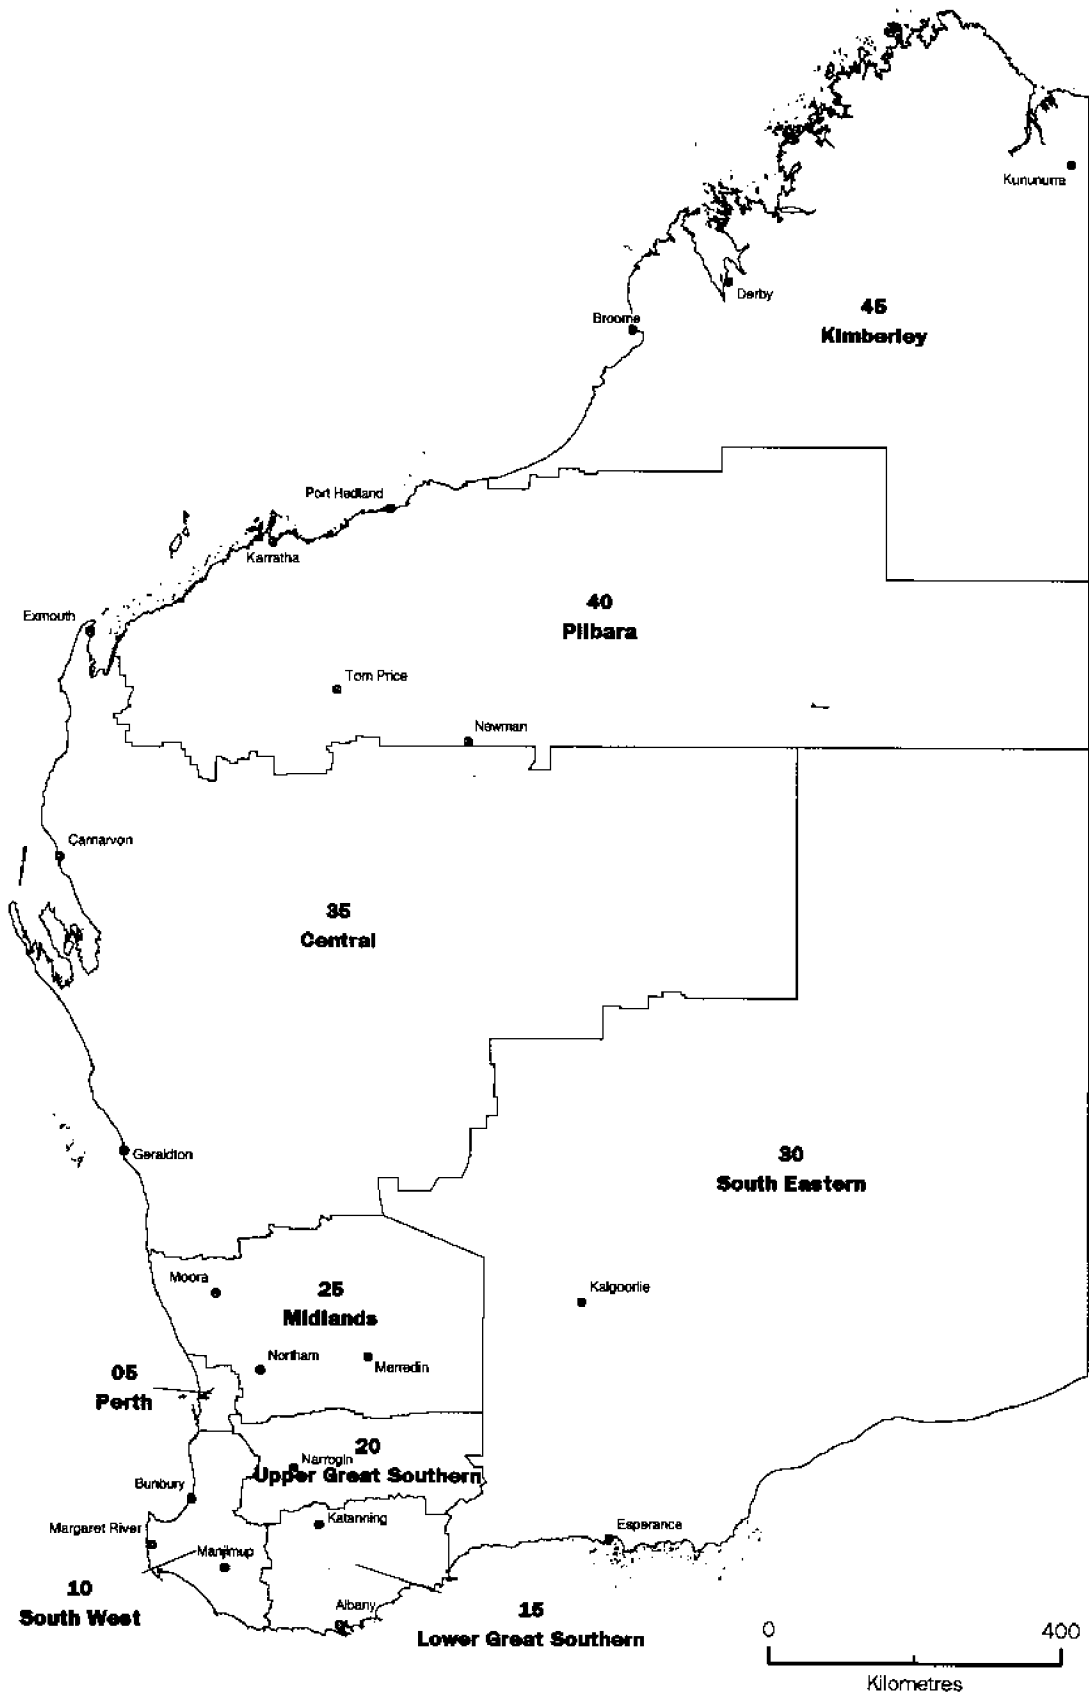 Kununurra
Derby
45
Kimberley
Broome
Port Hedland
Karratha
40
Pilbara
Exmouth
Tom Price
Newman
Carnarvon
35
Central
Geraldton
30
South Eastern
Moora
25
Midlands
Kalgoorlie
Northam
Merredin
05
Perth
20
Narrogin
Upper Great Southern
Bunbury
Katanning
Margaret River
Esperance
Manjimup
10
South West
Albany
15
Lower Great Southern
0 400
Kilometres